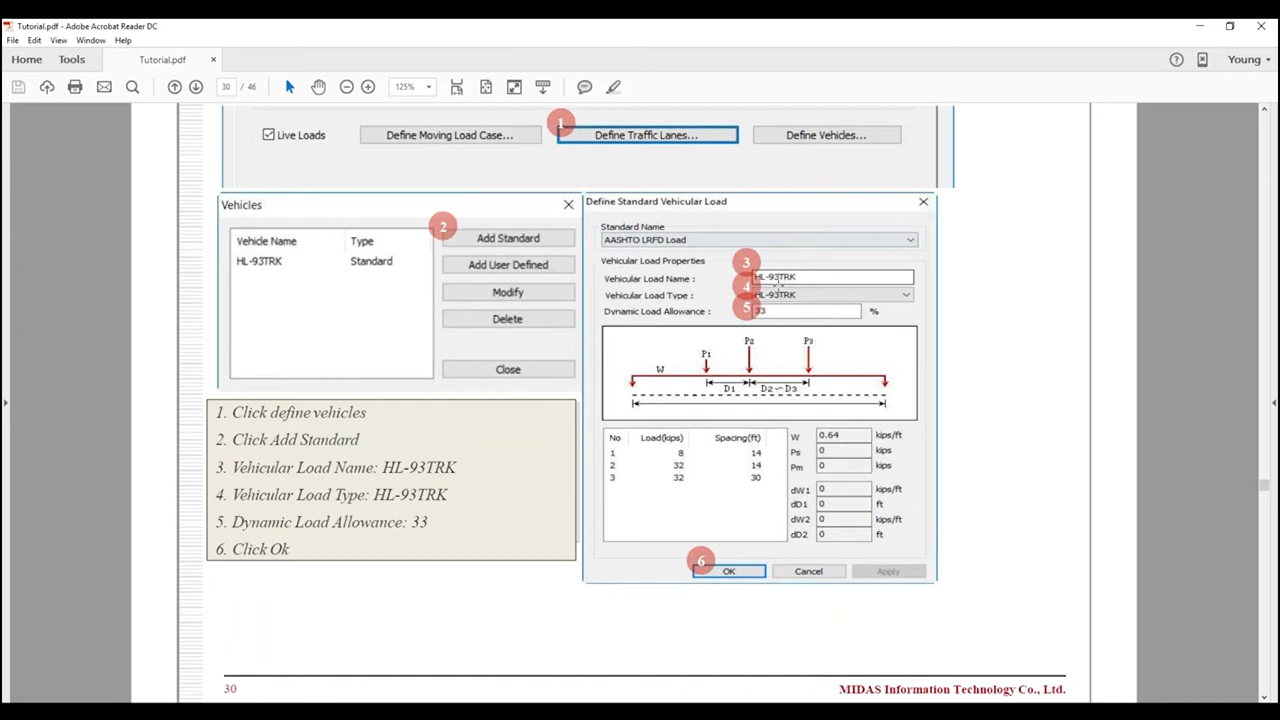 Tutorial.pdf - Adobe Acrobat Reader DC
File Edit View Window Help
Home Tools Tutorial.pdf × Young
30 / 46 125%
Live Loads Define Moving Load Case... 1 Define Traffic Lanes... Define Vehicles...
Vehicles
Vehicle Name Type
HL-93TRK Standard
2 Add Standard
Add User Defined
Modify
Delete
Close
Define Standard Vehicular Load
Standard Name
AASHTO LRFD Load
Vehicular Load Properties
Vehicular Load Name : 3 HL-93TRK
Vehicular Load Type : 4 HL-93TRK
Dynamic Load Allowance : 5 33 %
P1 P2 P3
W
D1 D2~D3
No Load(kips) Spacing(ft)
1 8 14
2 32 14
3 32 30
W 0.64 kips/ft
Ps 0 kips
Pm 0 kips
dW1 0 kips/ft
dD1 0 ft
dW2 0 kips/ft
dD2 0 ft
6 OK Cancel Apply
1. Click define vehicles
2. Click Add Standard
3. Vehicular Load Name: HL-93TRK
4. Vehicular Load Type: HL-93TRK
5. Dynamic Load Allowance: 33
6. Click Ok
30 MIDAS Information Technology Co., Ltd.